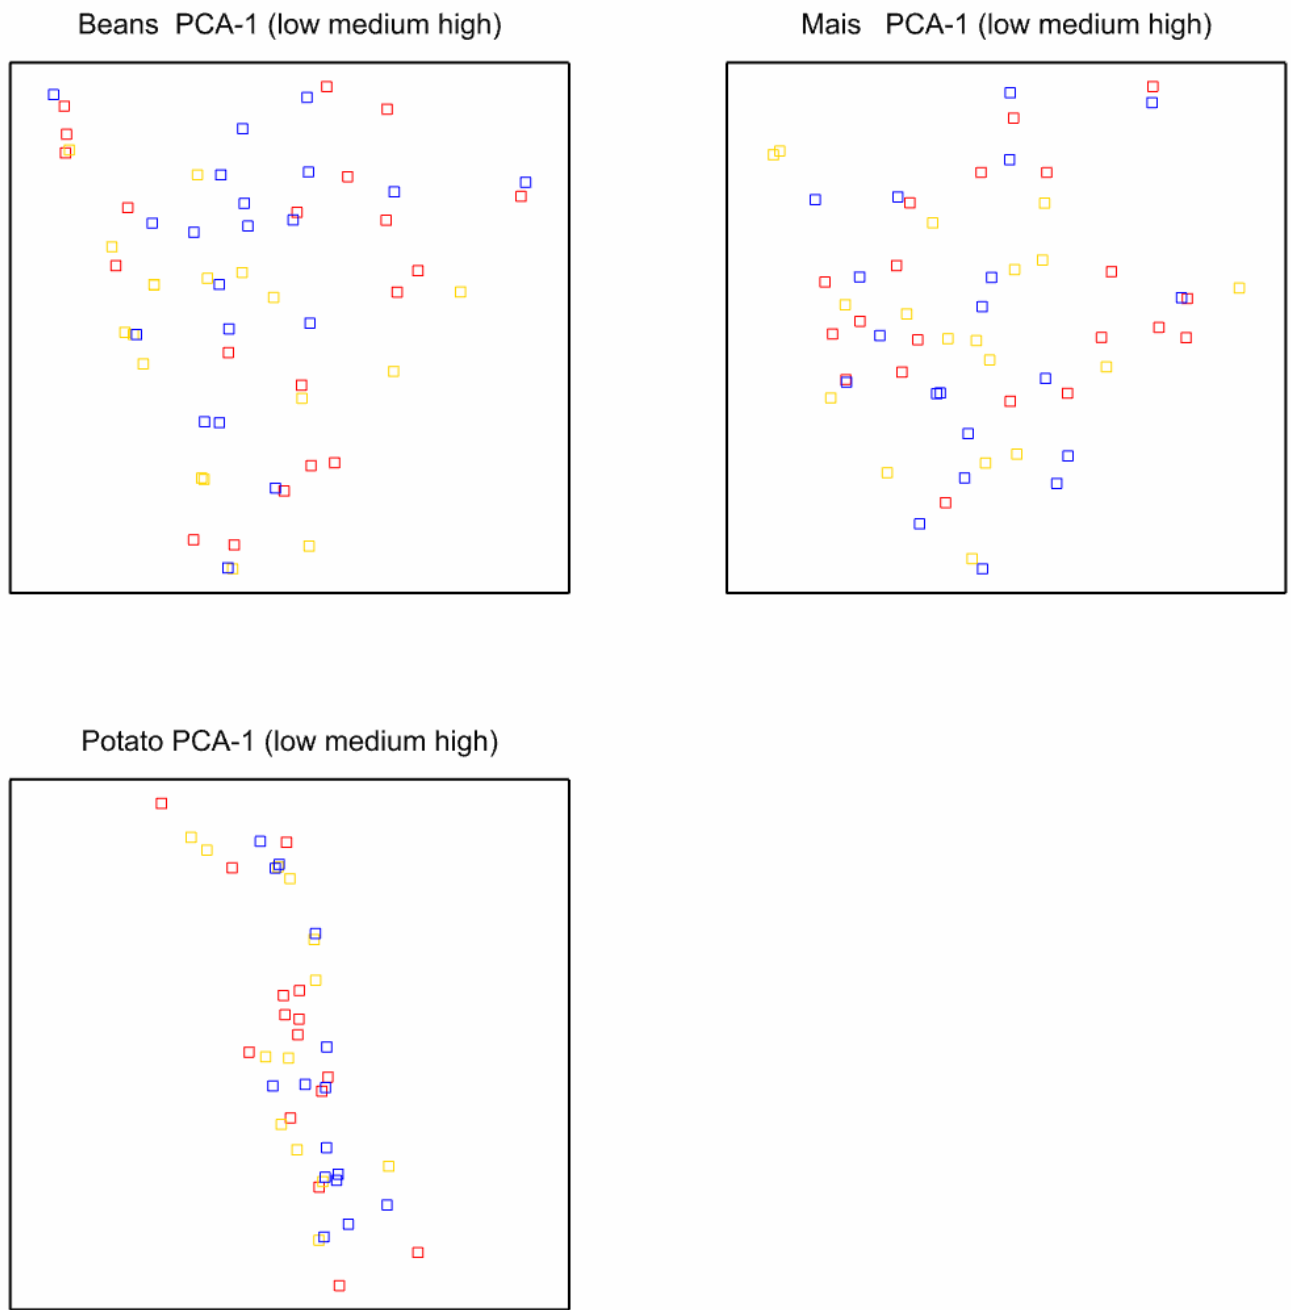 Beans PCA-1 (low medium high)
Mais PCA-1 (low medium high)
Potato PCA-1 (low medium high)